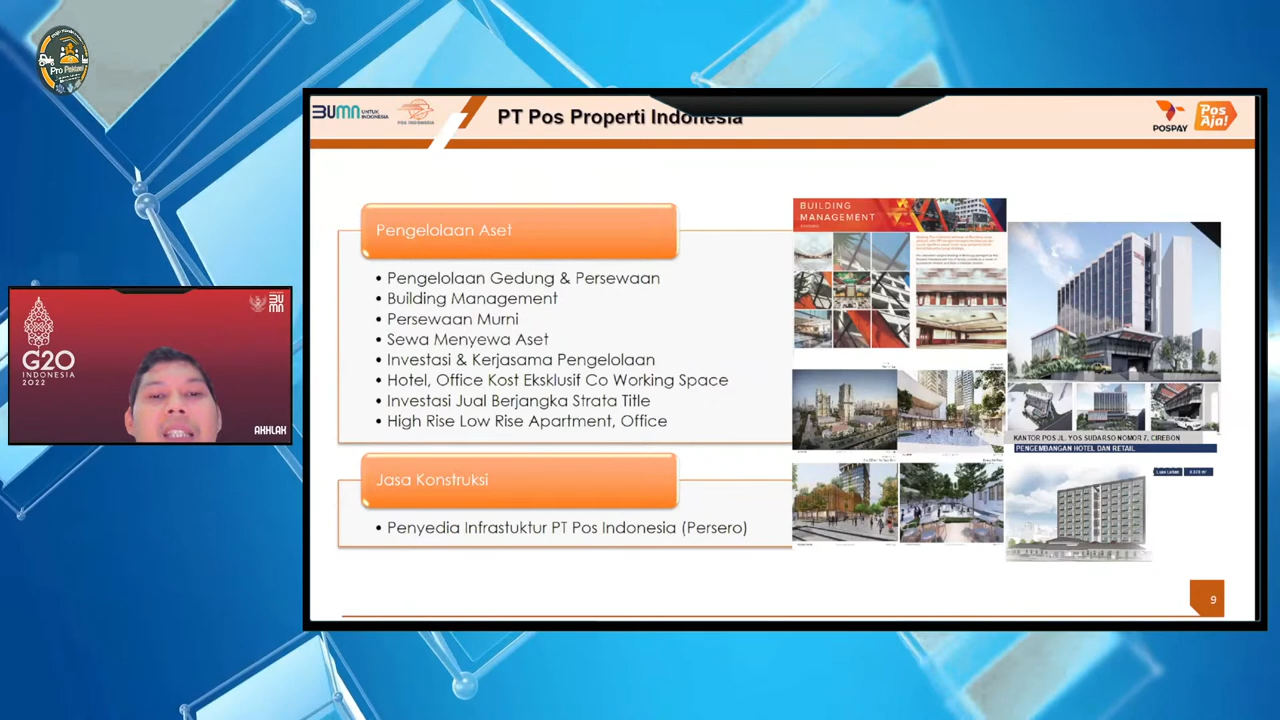 Pro Paktani
BUMN UNTUK INDONESIA
POS INDONESIA
PT Pos Properti Indonesia
POSPAY
Pos Aja!
Pengelolaan Aset
• Pengelolaan Gedung & Persewaan
• Building Management
• Persewaan Murni
• Sewa Menyewa Aset
• Investasi & Kerjasama Pengelolaan
• Hotel, Office Kost Eksklusif Co Working Space
• Investasi Jual Berjangka Strata Title
• High Rise Low Rise Apartment, Office
Jasa Konstruksi
• Penyedia Infrastuktur PT Pos Indonesia (Persero)
BUILDING
MANAGEMENT
KANTOR POS JL. YOS SUDARSO NOMOR 7, CIREBON
PENGEMBANGAN HOTEL DAN RETAIL
9
G20
INDONESIA
2022
BUMN
AKHLAK